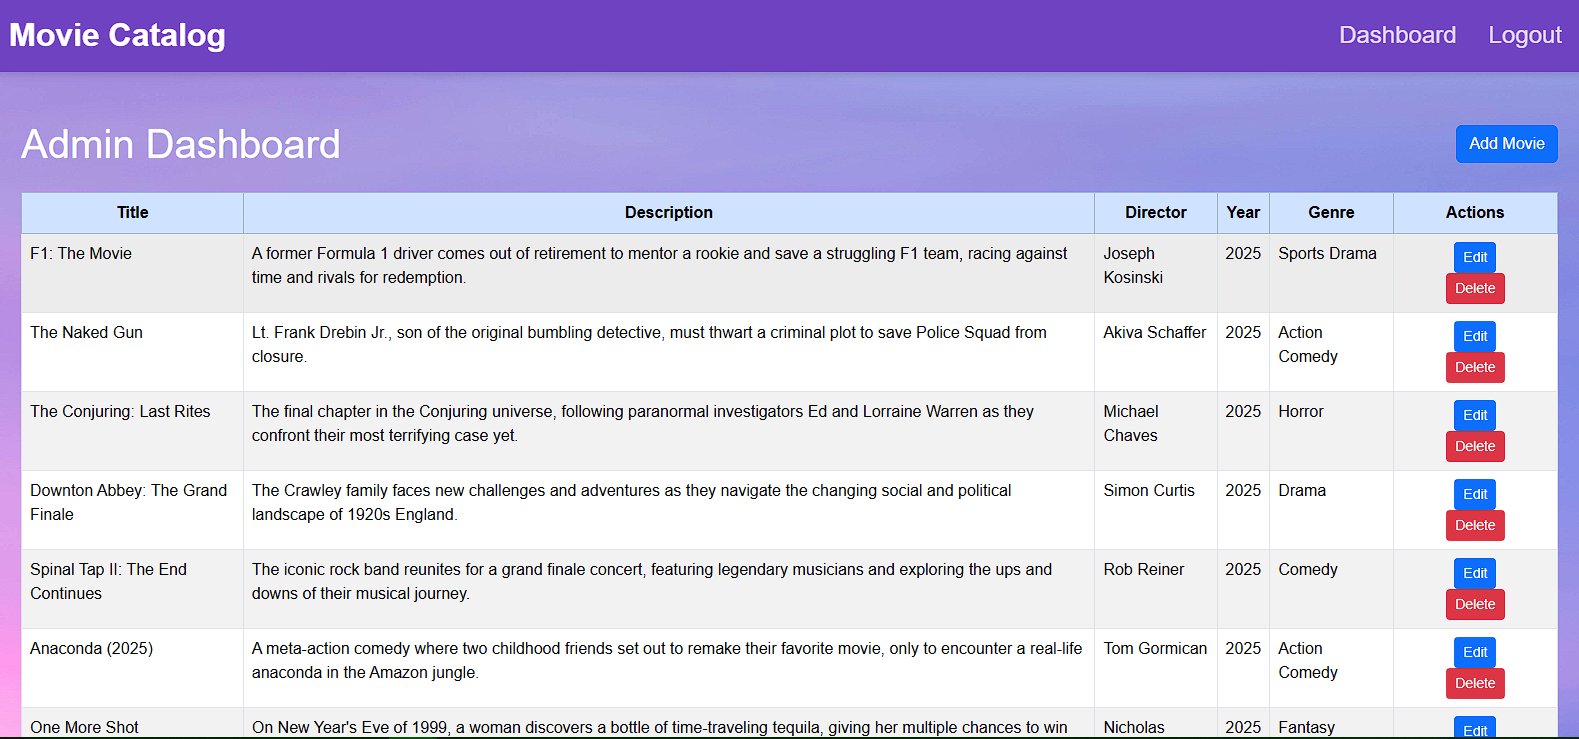 Movie Catalog Dashboard Logout
Admin Dashboard Add Movie
Title Description Director Year Genre Actions
F1: The Movie A former Formula 1 driver comes out of retirement to mentor a rookie and save a struggling F1 team, racing against Joseph 2025 Sports Drama Edit
time and rivals for redemption. Kosinski Delete
The Naked Gun Lt. Frank Drebin Jr., son of the original bumbling detective, must thwart a criminal plot to save Police Squad from Akiva Schaffer 2025 Action Edit
closure. Comedy Delete
The Conjuring: Last Rites The final chapter in the Conjuring universe, following paranormal investigators Ed and Lorraine Warren as they Michael 2025 Horror Edit
confront their most terrifying case yet. Chaves Delete
Downton Abbey: The Grand The Crawley family faces new challenges and adventures as they navigate the changing social and political Simon Curtis 2025 Drama Edit
Finale landscape of 1920s England. Delete
Spinal Tap II: The End The iconic rock band reunites for a grand finale concert, featuring legendary musicians and exploring the ups and Rob Reiner 2025 Comedy Edit
Continues downs of their musical journey. Delete
Anaconda (2025) A meta-action comedy where two childhood friends set out to remake their favorite movie, only to encounter a real-life Tom Gormican 2025 Action Edit
anaconda in the Amazon jungle. Comedy Delete
One More Shot On New Year's Eve of 1999, a woman discovers a bottle of time-traveling tequila, giving her multiple chances to win Nicholas 2025 Fantasy Edit